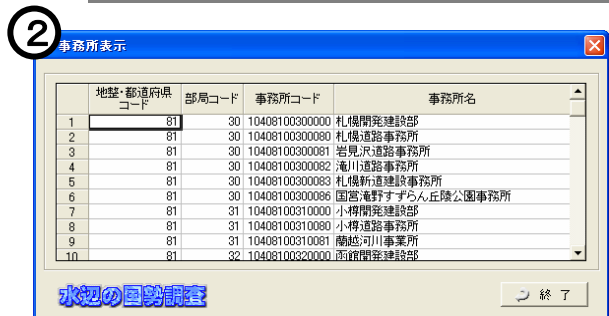 ②
事務所表示
地整・都道府県コード 部局コード 事務所コード 事務所名
1 81 30 10408100300000 札幌開発建設部
2 81 30 10408100300080 札幌道路事務所
3 81 30 10408100300081 岩見沢道路事務所
4 81 30 10408100300082 滝川道路事務所
5 81 30 10408100300083 札幌新道建設事務所
6 81 30 10408100300086 国営滝野すずらん丘陵公園事務所
7 81 31 10408100310000 小樽開発建設部
8 81 31 10408100310080 小樽道路事務所
9 81 31 10408100310081 蘭越河川事業所
10 81 32 10408100320000 函館開発建設部
水辺の国勢調査
終 了